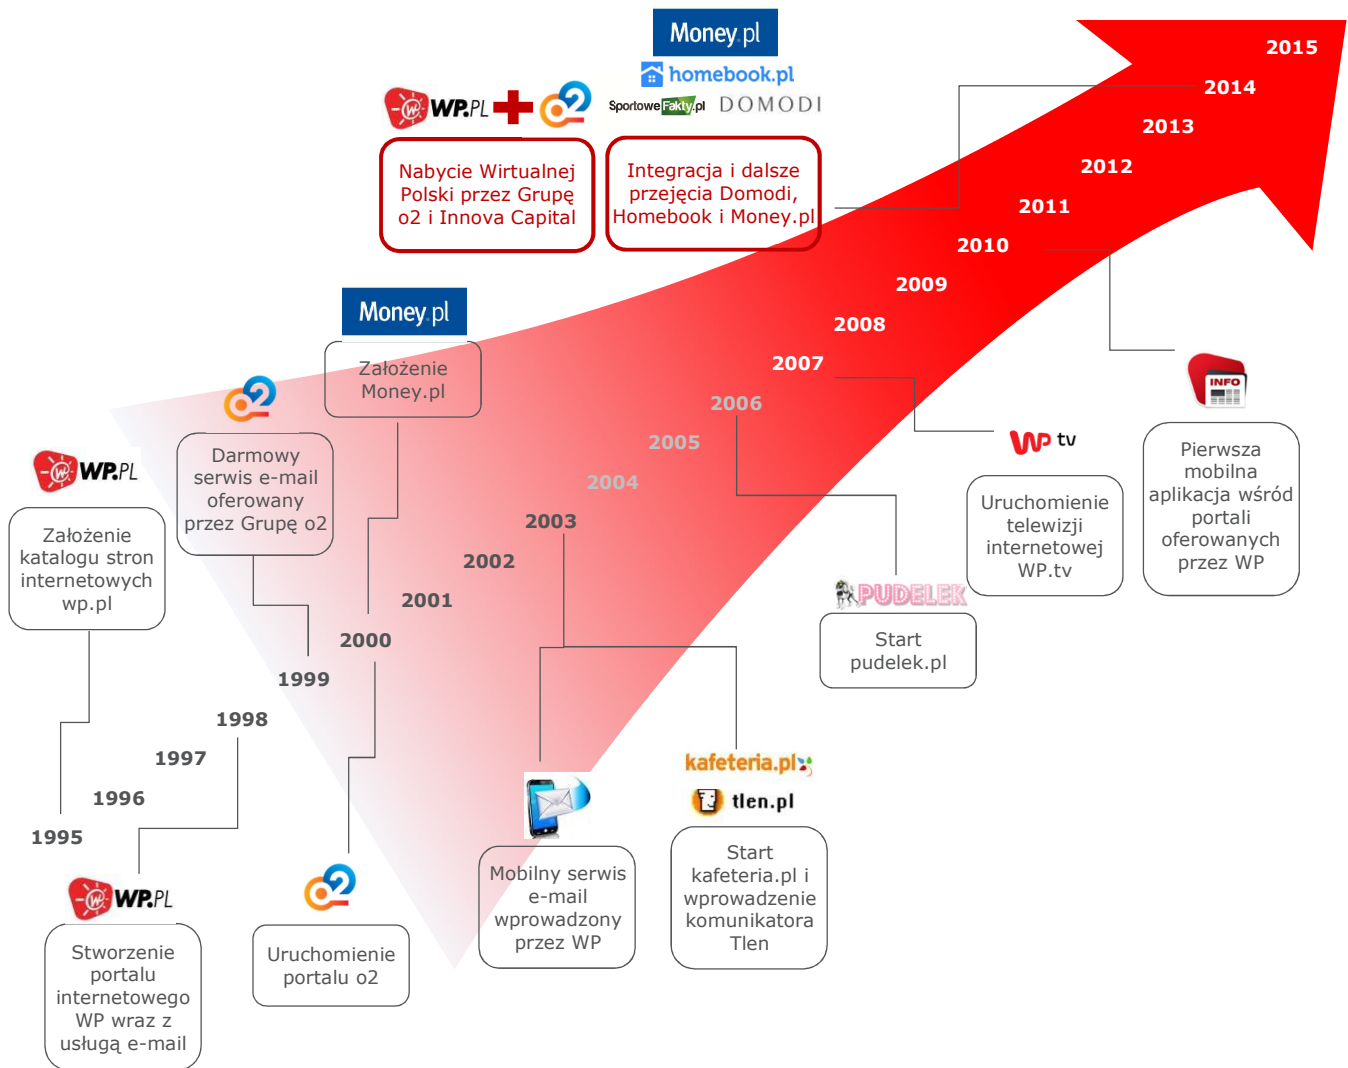 Money.pl
homebook.pl
WP.PL
o2
SportoweFakty.pl
DOMODI
Nabycie Wirtualnej
Polski przez Grupę
o2 i Innova Capital
Integracja i dalsze
przejęcia Domodi,
Homebook i Money.pl
2015
2014
2013
2012
2011
2010
2009
2008
2007
2006
2005
2004
2003
2002
2001
2000
1999
1998
1997
1996
1995
Money.pl
Założenie
Money.pl
o2
Darmowy
serwis e-mail
oferowany
przez Grupę o2
W
WP.PL
Założenie
katalogu stron
internetowych
wp.pl
INFO
Pierwsza
mobilna
aplikacja wśród
portali
oferowanych
przez WP
WP tv
Uruchomienie
telewizji
internetowej
WP.tv
PUDELEK
Start
pudelek.pl
kafeteria.pl
tlen.pl
Start
kafeteria.pl i
wprowadzenie
komunikatora
Tlen
Mobilny serwis
e-mail
wprowadzony
przez WP
o2
Uruchomienie
portalu o2
W
WP.PL
Stworzenie
portalu
internetowego
WP wraz z
usługą e-mail